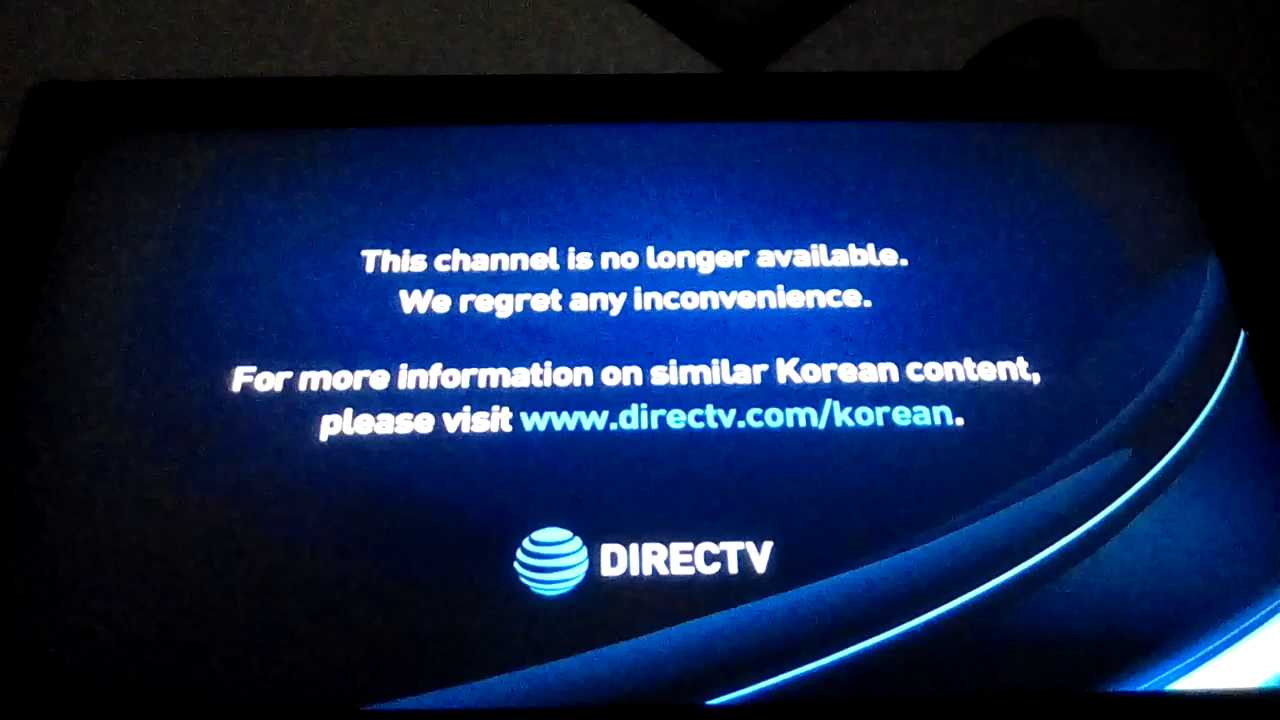 This channel is no longer available.
We regret any inconvenience.
For more information on similar Korean content,
please visit www.directv.com/korean.
DIRECTV